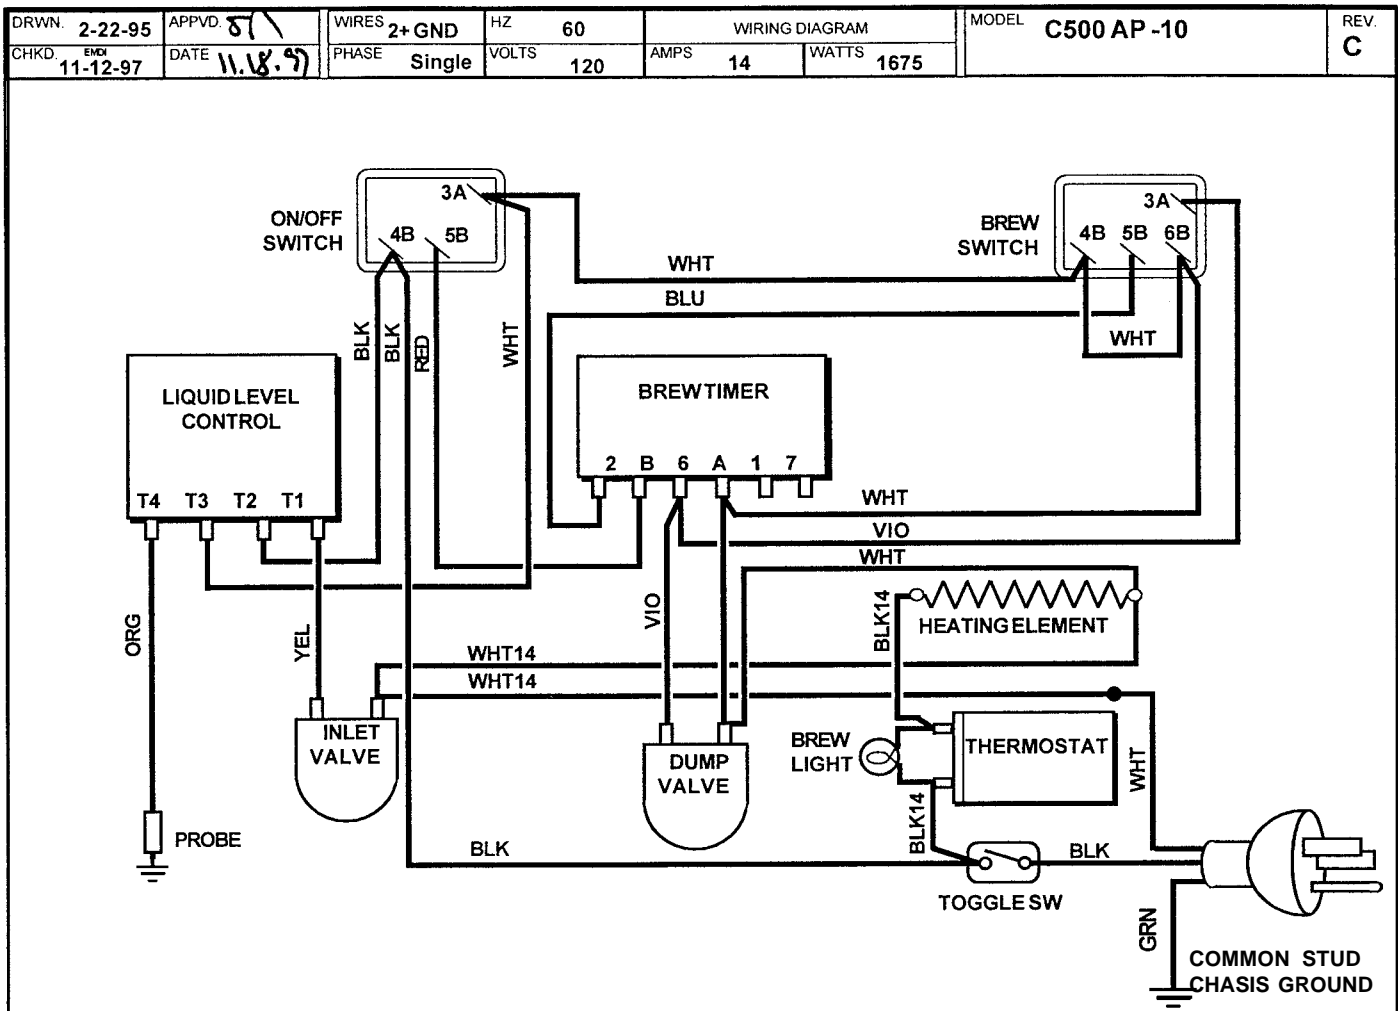 DRWN. 2-22-95 APPVD. WIRES 2+ GND HZ 60 WIRING DIAGRAM MODEL C500 AP -10 REV. C
CHKD. EMDI 11-12-97 DATE 11.18.97 PHASE Single VOLTS 120 AMPS 14 WATTS 1675
ON/OFF
SWITCH
3A
4B 5B
BREW
SWITCH
3A
4B 5B 6B
WHT
BLU
WHT
BLK
BLK
RED
WHT
LIQUID LEVEL
CONTROL
T4 T3 T2 T1
BREW TIMER
2 B 6 A 1 7
WHT
VIO
WHT
ORG
YEL
VIO
BLK14
HEATING ELEMENT
WHT14
WHT14
INLET
VALVE
DUMP
VALVE
BREW
LIGHT
THERMOSTAT
WHT
PROBE
BLK
BLK14
BLK
TOGGLE SW
GRN
COMMON STUD
CHASIS GROUND